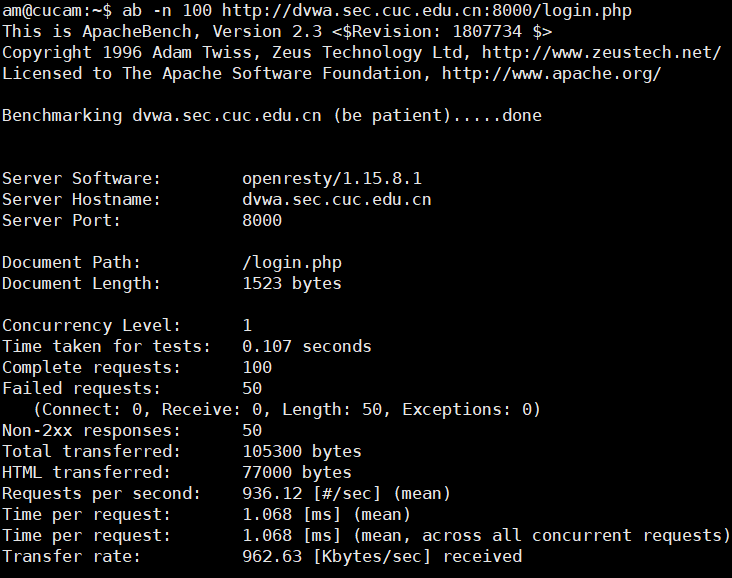 am@cucam:~$ ab -n 100 http://dvwa.sec.cuc.edu.cn:8000/login.php
This is ApacheBench, Version 2.3 <$Revision: 1807734 $>
Copyright 1996 Adam Twiss, Zeus Technology Ltd, http://www.zeustech.net/
Licensed to The Apache Software Foundation, http://www.apache.org/

Benchmarking dvwa.sec.cuc.edu.cn (be patient).....done


Server Software:        openresty/1.15.8.1
Server Hostname:        dvwa.sec.cuc.edu.cn
Server Port:            8000

Document Path:          /login.php
Document Length:        1523 bytes

Concurrency Level:      1
Time taken for tests:   0.107 seconds
Complete requests:      100
Failed requests:        50
   (Connect: 0, Receive: 0, Length: 50, Exceptions: 0)
Non-2xx responses:      50
Total transferred:      105300 bytes
HTML transferred:       77000 bytes
Requests per second:    936.12 [#/sec] (mean)
Time per request:       1.068 [ms] (mean)
Time per request:       1.068 [ms] (mean, across all concurrent requests)
Transfer rate:          962.63 [Kbytes/sec] received